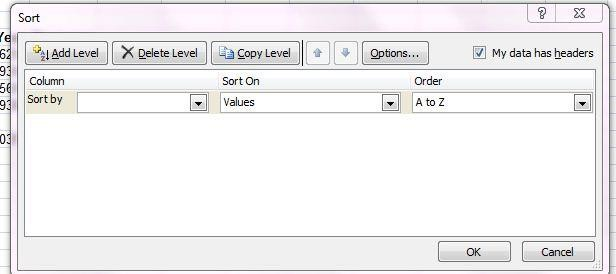 Sort
Add Level Delete Level Copy Level Options... My data has headers
Column Sort On Order
Sort by Values A to Z
OK Cancel